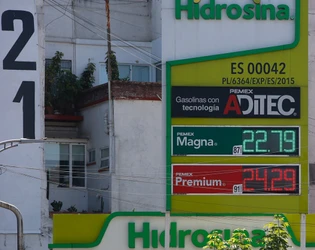 Hidrosina
21
ES 00042
PL/6364/EXP/ES/2015
PEMEX
Gasolinas con ADiTEC
tecnología
PEMEX
Magna 87 22.79
PEMEX
Premium 91 24.29
Hidrosina